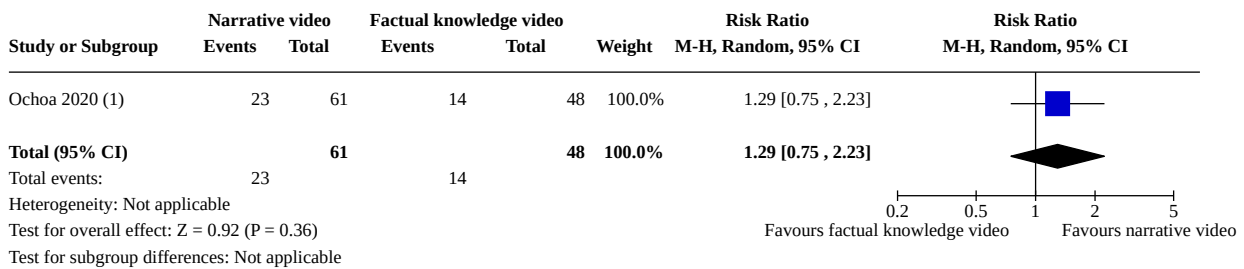 Narrative video Factual knowledge video Risk Ratio Risk Ratio
Study or Subgroup Events Total Events Total Weight M-H, Random, 95% CI M-H, Random, 95% CI
Ochoa 2020 (1) 23 61 14 48 100.0% 1.29 [0.75 , 2.23]
Total (95% CI) 61 48 100.0% 1.29 [0.75 , 2.23]
Total events: 23 14
Heterogeneity: Not applicable
0.2 0.5 1 2 5
Test for overall effect: Z = 0.92 (P = 0.36) Favours factual knowledge video Favours narrative video
Test for subgroup differences: Not applicable